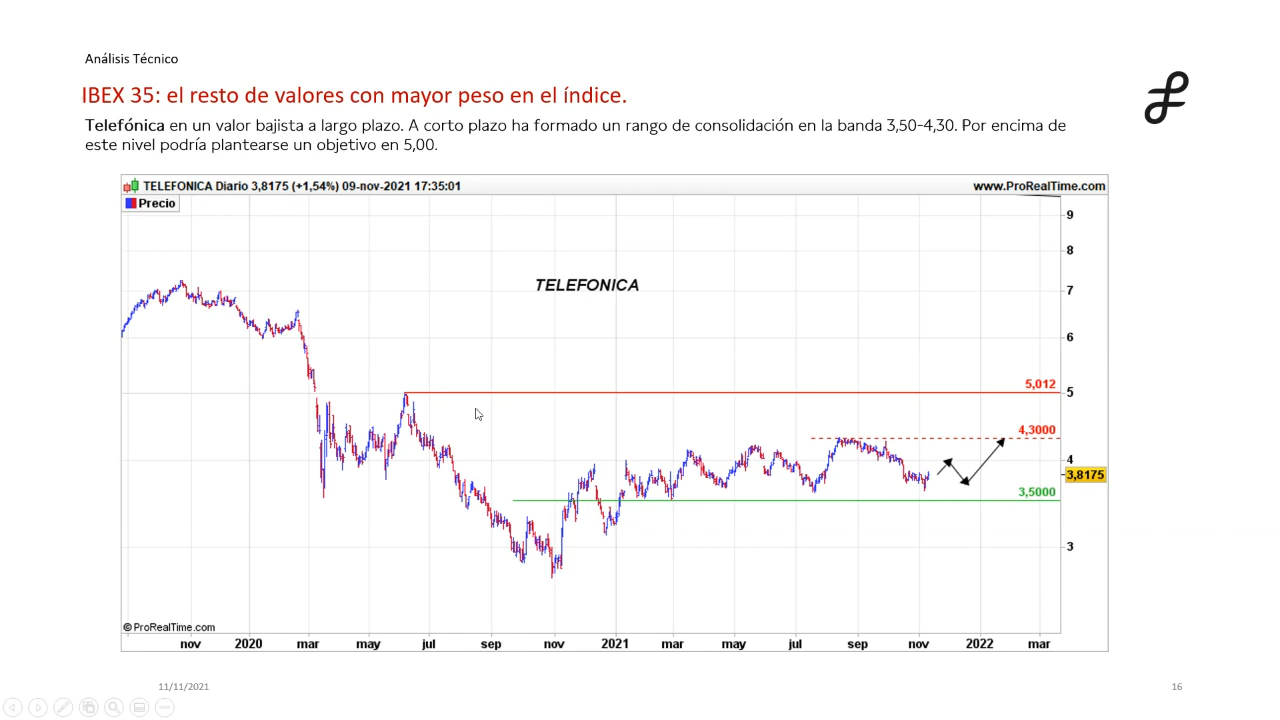 Análisis Técnico
IBEX 35: el resto de valores con mayor peso en el índice.
Telefónica en un valor bajista a largo plazo. A corto plazo ha formado un rango de consolidación en la banda 3,50-4,30. Por encima de
este nivel podría plantearse un objetivo en 5,00.
TELEFONICA Diario 3,8175 (+1,54%) 09-nov-2021 17:35:01
www.ProRealTime.com
Precio
9
8
TELEFONICA
7
6
5,012
5
4,3000
4
3,8175
3,5000
3
© ProRealTime.com
nov 2020 mar may jul sep nov 2021 mar may jul sep nov 2022 mar
11/11/2021
16